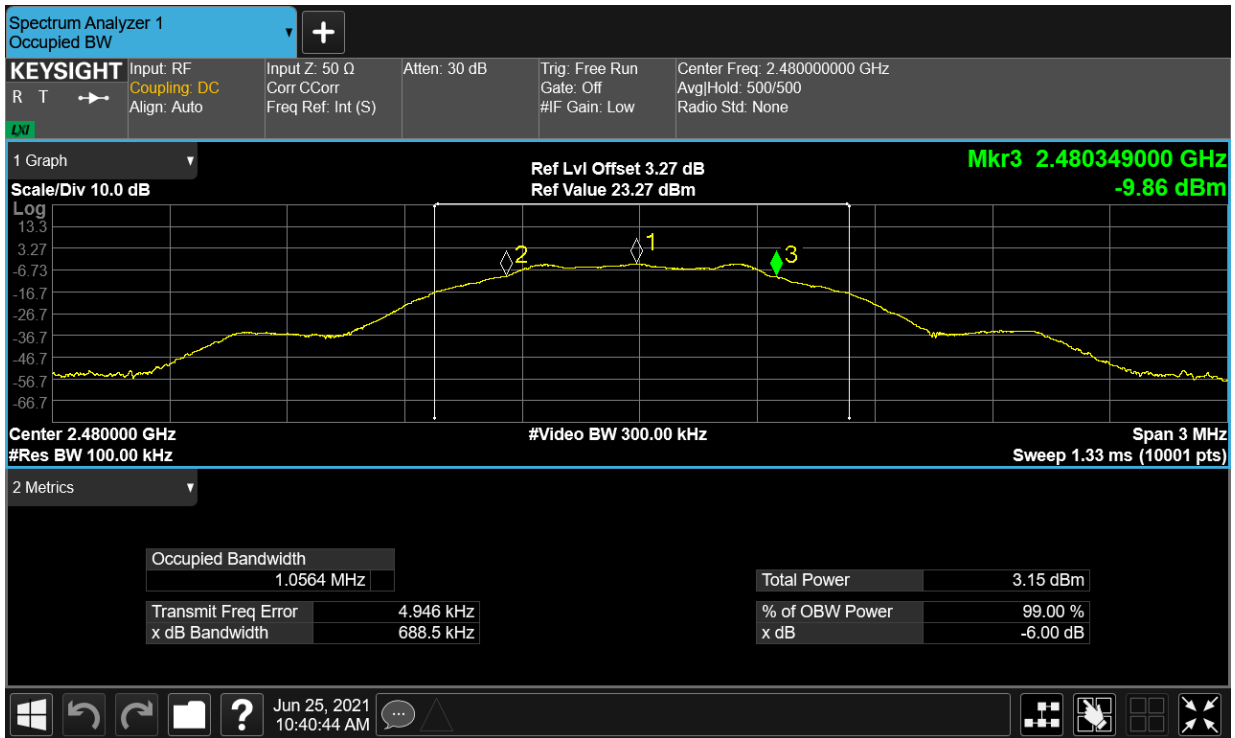 Spectrum Analyzer 1
Occupied BW
▼
+
KEYSIGHT
R T
LXI
Input: RF
Coupling: DC
Align: Auto
Input Z: 50 Ω
Corr CCorr
Freq Ref: Int (S)
Atten: 30 dB
Trig: Free Run
Gate: Off
#IF Gain: Low
Center Freq: 2.480000000 GHz
Avg|Hold: 500/500
Radio Std: None
1 Graph ▼
Scale/Div 10.0 dB
Ref Lvl Offset 3.27 dB
Ref Value 23.27 dBm
Mkr3 2.480349000 GHz
-9.86 dBm
Log
13.3
3.27
-6.73
-16.7
-26.7
-36.7
-46.7
-56.7
-66.7
2
1
3
Center 2.480000 GHz
#Res BW 100.00 kHz
#Video BW 300.00 kHz
Span 3 MHz
Sweep 1.33 ms (10001 pts)
2 Metrics ▼
Occupied Bandwidth
1.0564 MHz
Transmit Freq Error 4.946 kHz
x dB Bandwidth 688.5 kHz
Total Power 3.15 dBm
% of OBW Power 99.00 %
x dB -6.00 dB
?
Jun 25, 2021
10:40:44 AM